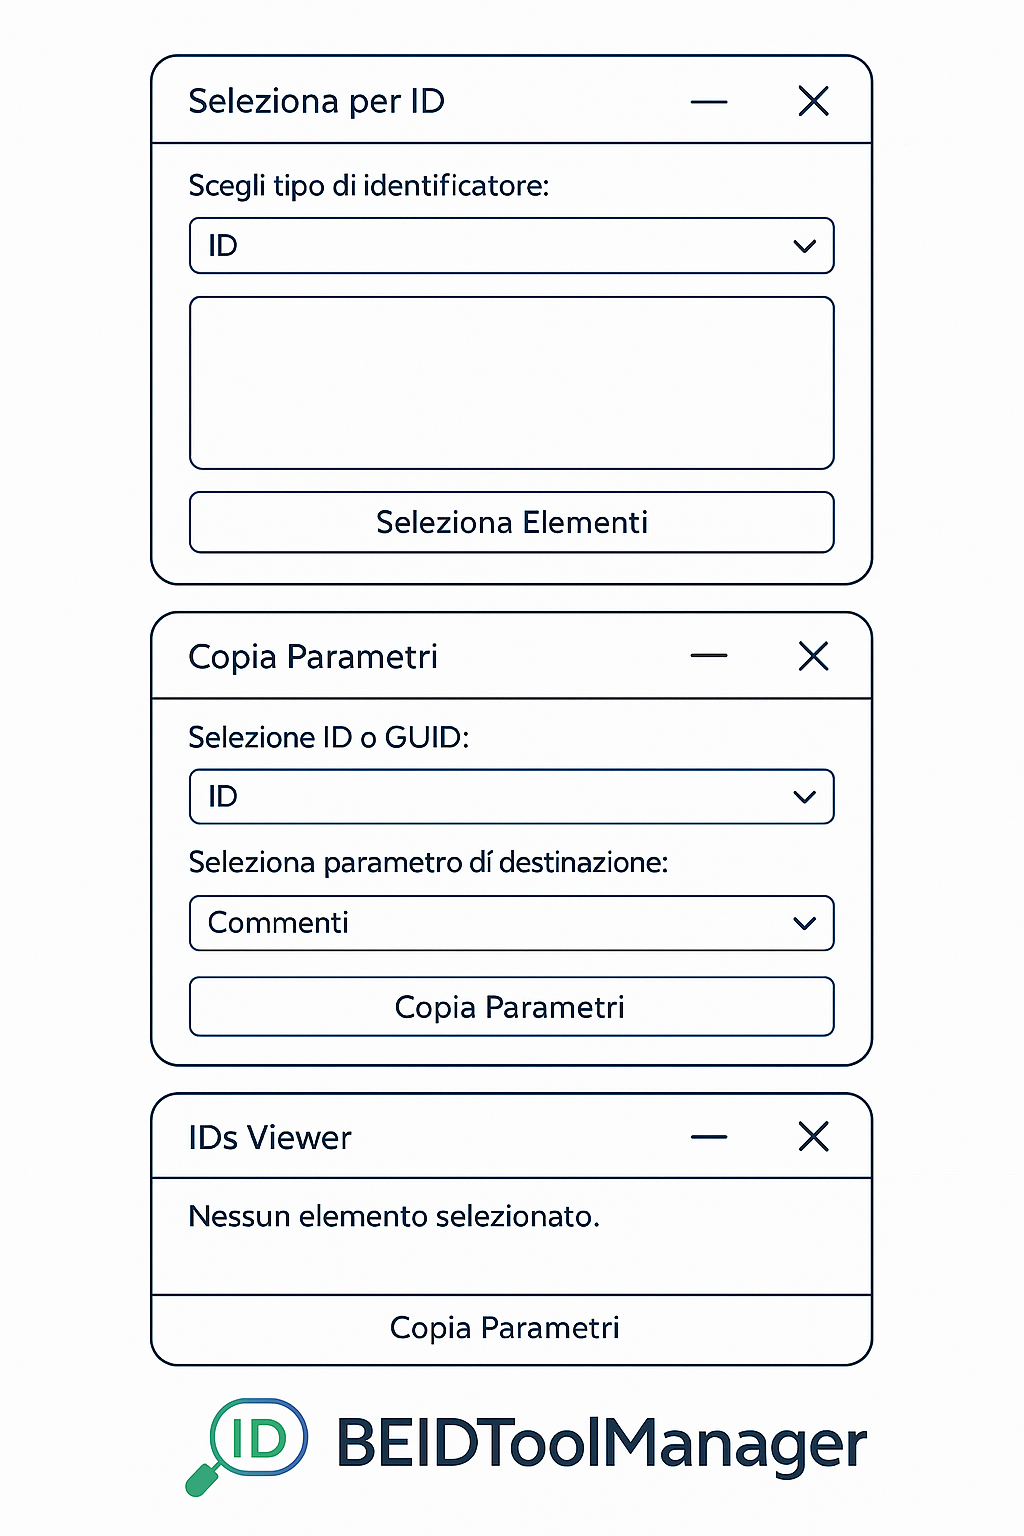 Seleziona per ID
Scegli tipo di identificatore:
ID
Seleziona Elementi
Copia Parametri
Selezione ID o GUID:
ID
Seleziona parametro dí destinazione:
Commenti
Copia Parametri
IDs Viewer
Nessun elemento selezionato.
Copia Parametri
ID BEIDToolManager